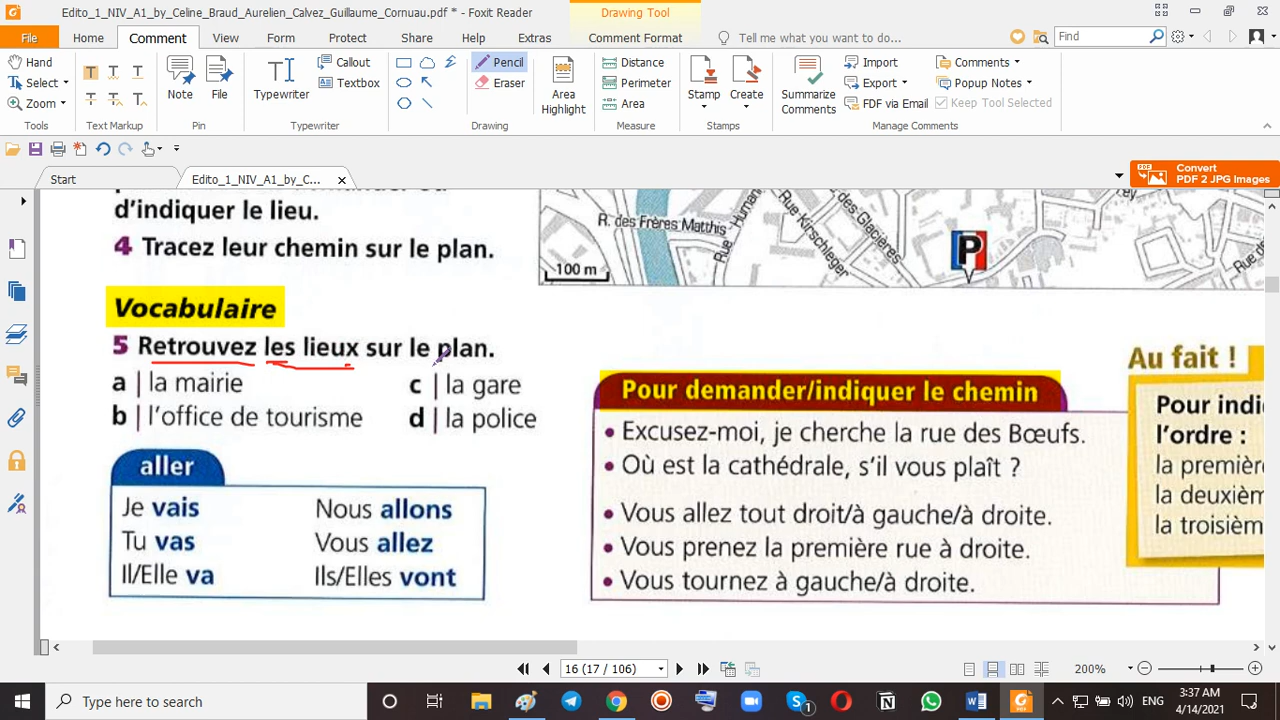 Edito_1_NIV_A1_by_Celine_Braud_Aurelien_Calvez_Guillaume_Cornuau.pdf * - Foxit Reader
Drawing Tool
File Home Comment View Form Protect Share Help Extras Comment Format Tell me what you want to do... Find
Hand
Select
Zoom
Tools
Text Markup
Note
File
Pin
Typewriter
Callout
Textbox
Typewriter
Pencil
Eraser
Area Highlight
Drawing
Distance
Perimeter
Area
Measure
Stamp
Create
Stamps
Summarize Comments
Import
Export
FDF via Email
Comments
Popup Notes
Keep Tool Selected
Manage Comments
Start
Edito_1_NIV_A1_by_C...
Convert
PDF 2 JPG Images
d'indiquer le lieu.
4 Tracez leur chemin sur le plan.
R. des Frères Matthis
Rue Kirschleger
des Glacières
P
100 m
Vocabulaire
5 Retrouvez les lieux sur le plan.
a | la mairie
b | l'office de tourisme
c | la gare
d | la police
aller
Je vais
Tu vas
Il/Elle va
Nous allons
Vous allez
Ils/Elles vont
Pour demander/indiquer le chemin
• Excusez-moi, je cherche la rue des Bœufs.
• Où est la cathédrale, s'il vous plaît ?
• Vous allez tout droit/à gauche/à droite.
• Vous prenez la première rue à droite.
• Vous tournez à gauche/à droite.
Au fait !
Pour indi
l'ordre :
la premièr
la deuxièm
la troisièm
16 (17 / 106)
200%
Type here to search
1
ENG
3:37 AM
4/14/2021